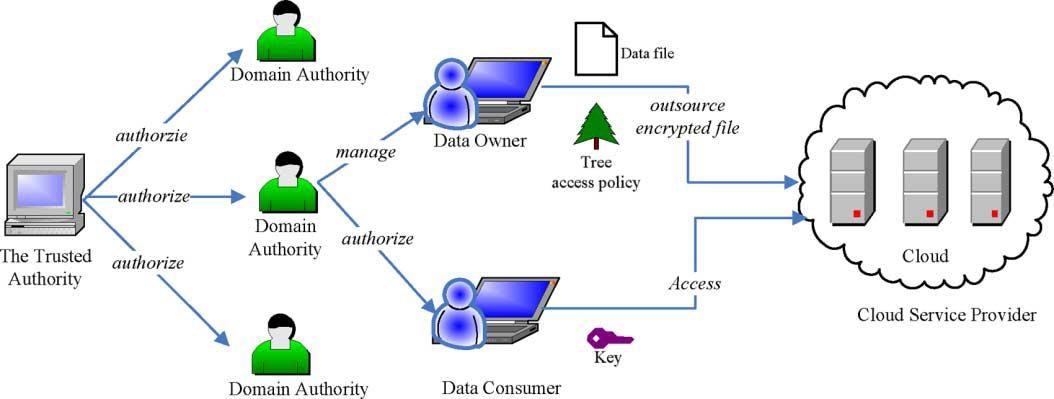 Domain Authority
Data file
authorzie
outsource
encrypted file
Data Owner
manage
Tree
access policy
authorize
Domain
Authority
authorize
The Trusted
Authority
authorize
Cloud
Access
Cloud Service Provider
Key
Domain Authority
Data Consumer